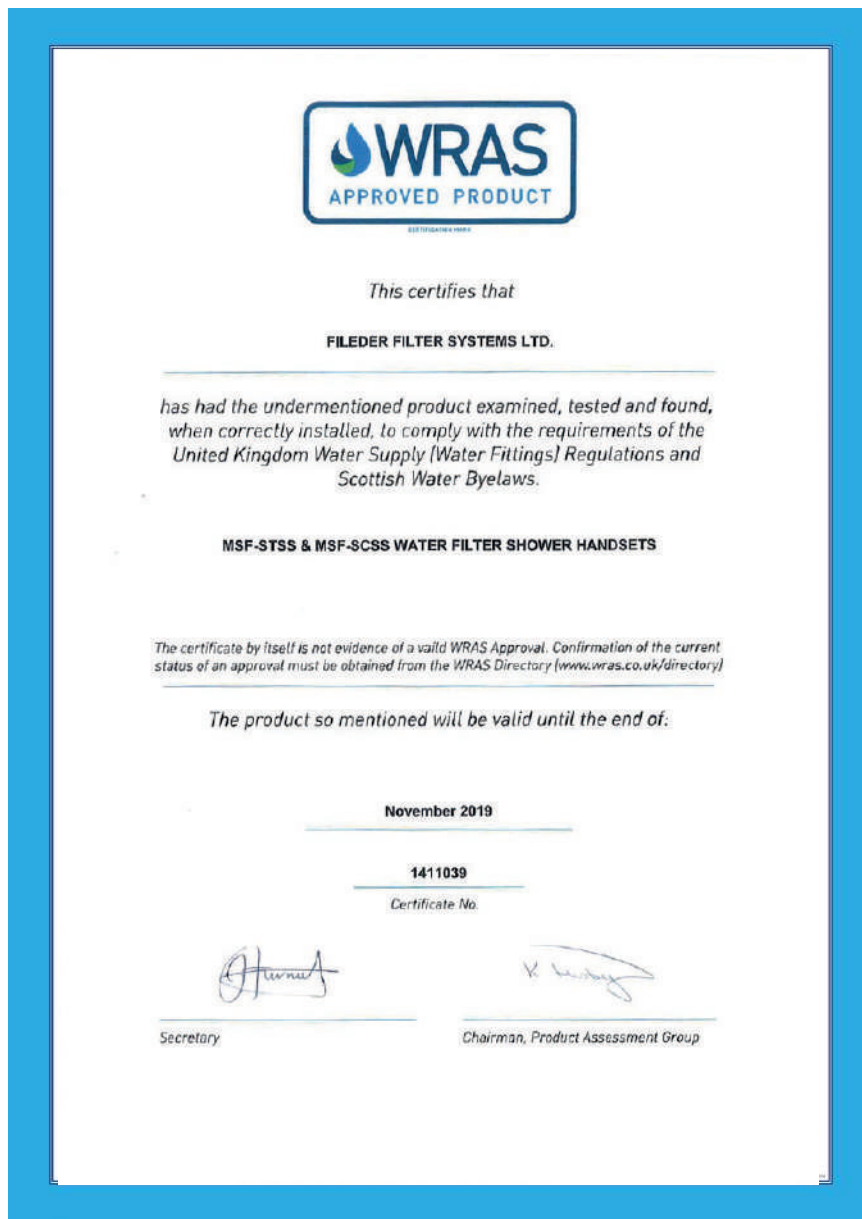 WRAS
APPROVED PRODUCT
CERTIFICATION MARK
This certifies that
FILEDER FILTER SYSTEMS LTD.
has had the undermentioned product examined, tested and found,
when correctly installed, to comply with the requirements of the
United Kingdom Water Supply (Water Fittings) Regulations and
Scottish Water Byelaws.
MSF-STSS & MSF-SCSS WATER FILTER SHOWER HANDSETS
The certificate by itself is not evidence of a vaild WRAS Approval. Confirmation of the current
status of an approval must be obtained from the WRAS Directory (www.wras.co.uk/directory)
The product so mentioned will be valid until the end of:
November 2019
1411039
Certificate No.
K.
Secretary
Chairman, Product Assessment Group